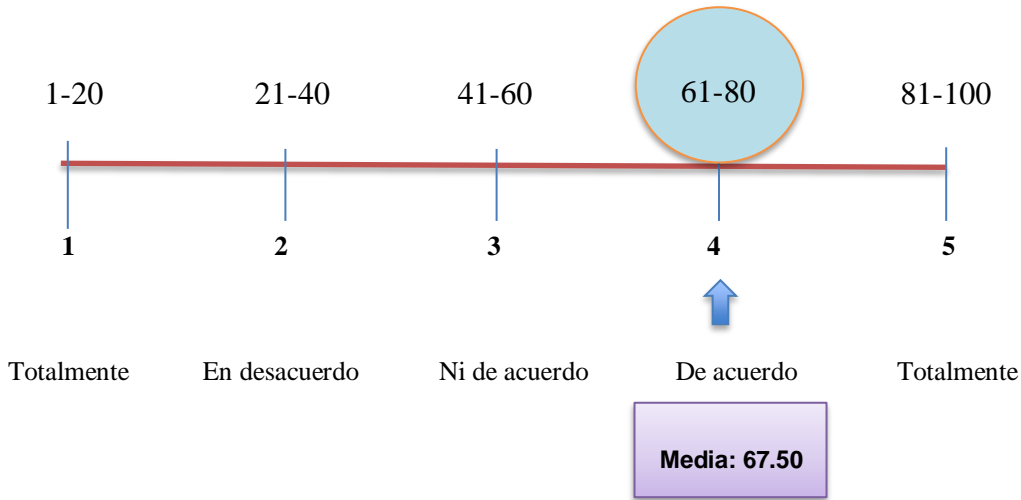 1-20 21-40 41-60 61-80 81-100
1 2 3 4 5
Totalmente En desacuerdo Ni de acuerdo De acuerdo Totalmente
Media: 67.50